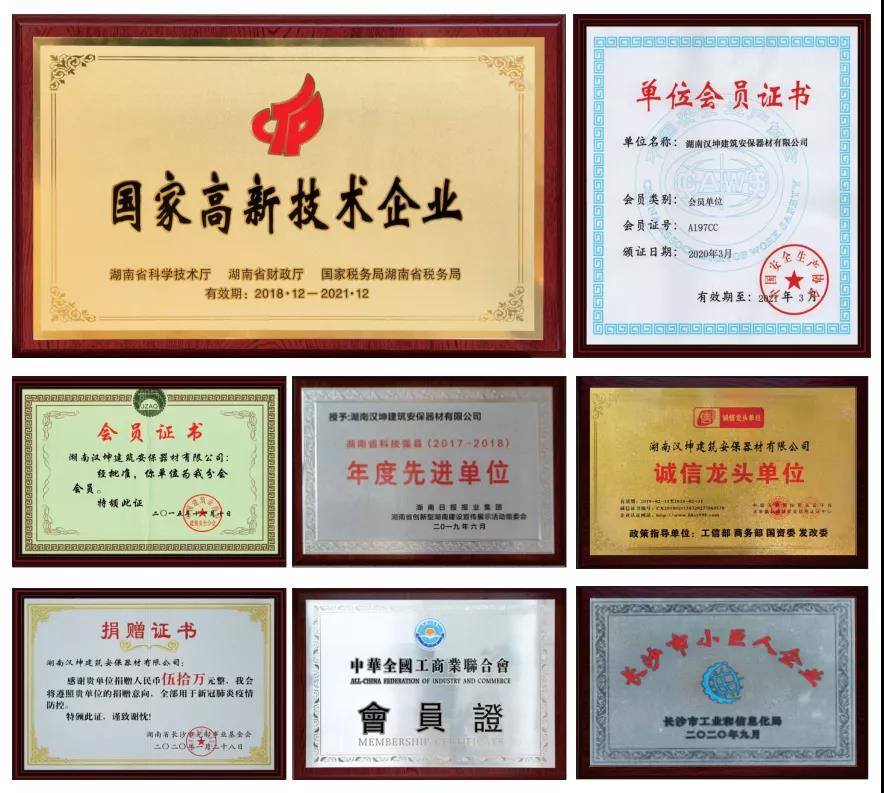 国家高新技术企业
湖南省科学技术厅 湖南省财政厅 国家税务局湖南省税务局
有效期：2018·12－2021·12
单位会员证书
单位名称：湖南汉坤建筑安保器材有限公司
会员类别：会员单位
会员证号：A197CC
颁证日期：2020年3月
有效期至：2021年3月
CAWS
JZAQ
会员证书
湖南汉坤建筑安保器材有限公司：
经批准，你单位为我分会
会员。
特颁此证
授予:湖南汉坤建筑安保器材有限公司
湖南省科技强县（2017-2018）
年度先进单位
湖南日报报业集团
湖南省创新型湖南建设宣传展示活动组委会
二〇一九年六月
信 诚信龙头单位
湖南汉坤建筑安保器材有限公司
诚信龙头单位
政策指导单位：工信部 商务部 国资委 发改委
捐赠证书
湖南汉坤建筑安保器材有限公司：
感谢贵单位捐赠人民币伍拾万元整，我会
将遵照贵单位的捐赠意向，全部用于新冠肺炎疫情
防控。
特颁此证，谨致谢忱！
二〇二〇年二月二十八日
中華全國工商業聯合會
ALL-CHINA FEDERATION OF INDUSTRY AND COMMERCE
會員證
MEMBERSHIP CERTIFICATE
长沙市小巨人企业
长沙市工业和信息化局
二〇二〇年九月